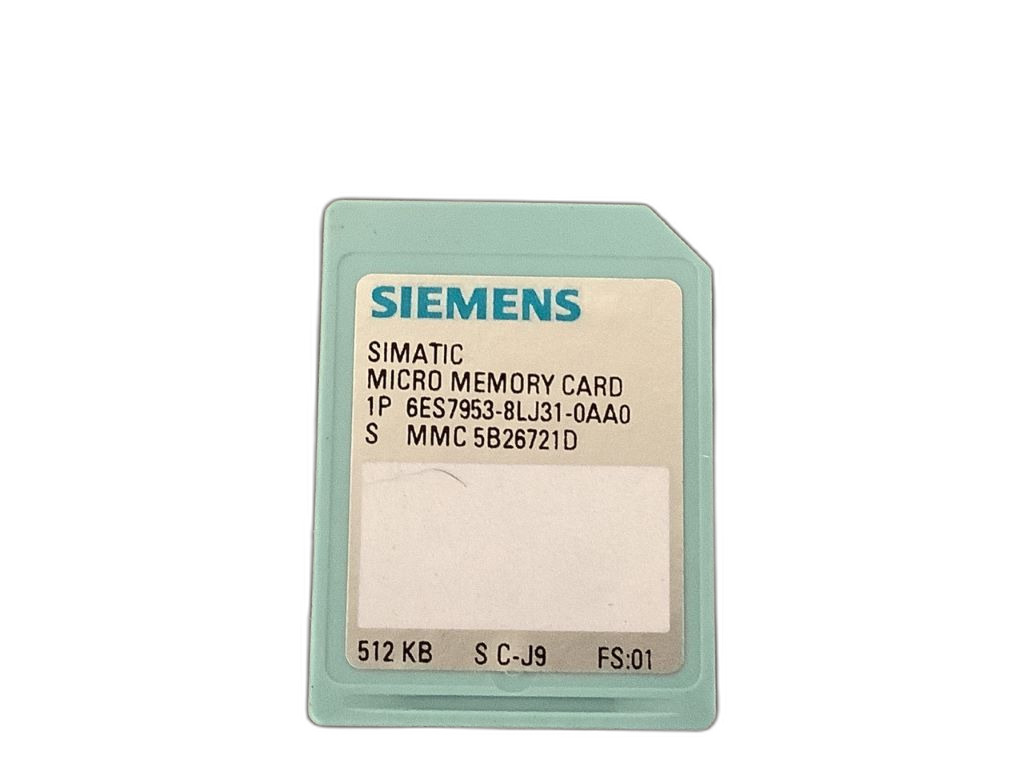 SIEMENS
SIMATIC
MICRO MEMORY CARD
1P 6ES7953-8LJ31-0AA0
S MMC 5B26721D
512 KB S C-J9 FS:01